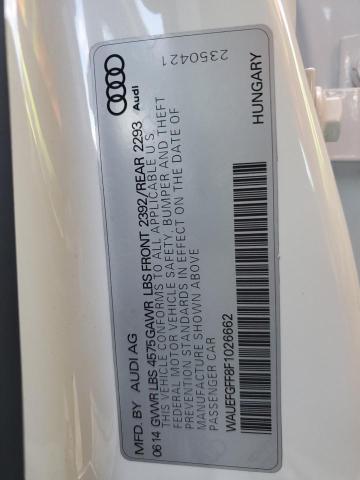 MFD. BY AUDI AG
0614 GVWR LBS 4575 GAWR LBS FRONT 2392/REAR 2293
THIS VEHICLE CONFORMS TO ALL APPLICABLE U.S.
FEDERAL MOTOR VEHICLE SAFETY, BUMPER AND THEFT
PREVENTION STANDARDS IN EFFECT ON THE DATE OF
MANUFACTURE SHOWN ABOVE
PASSENGER CAR
WAUEFGFF8F1026662
HUNGARY
Audi
2350421